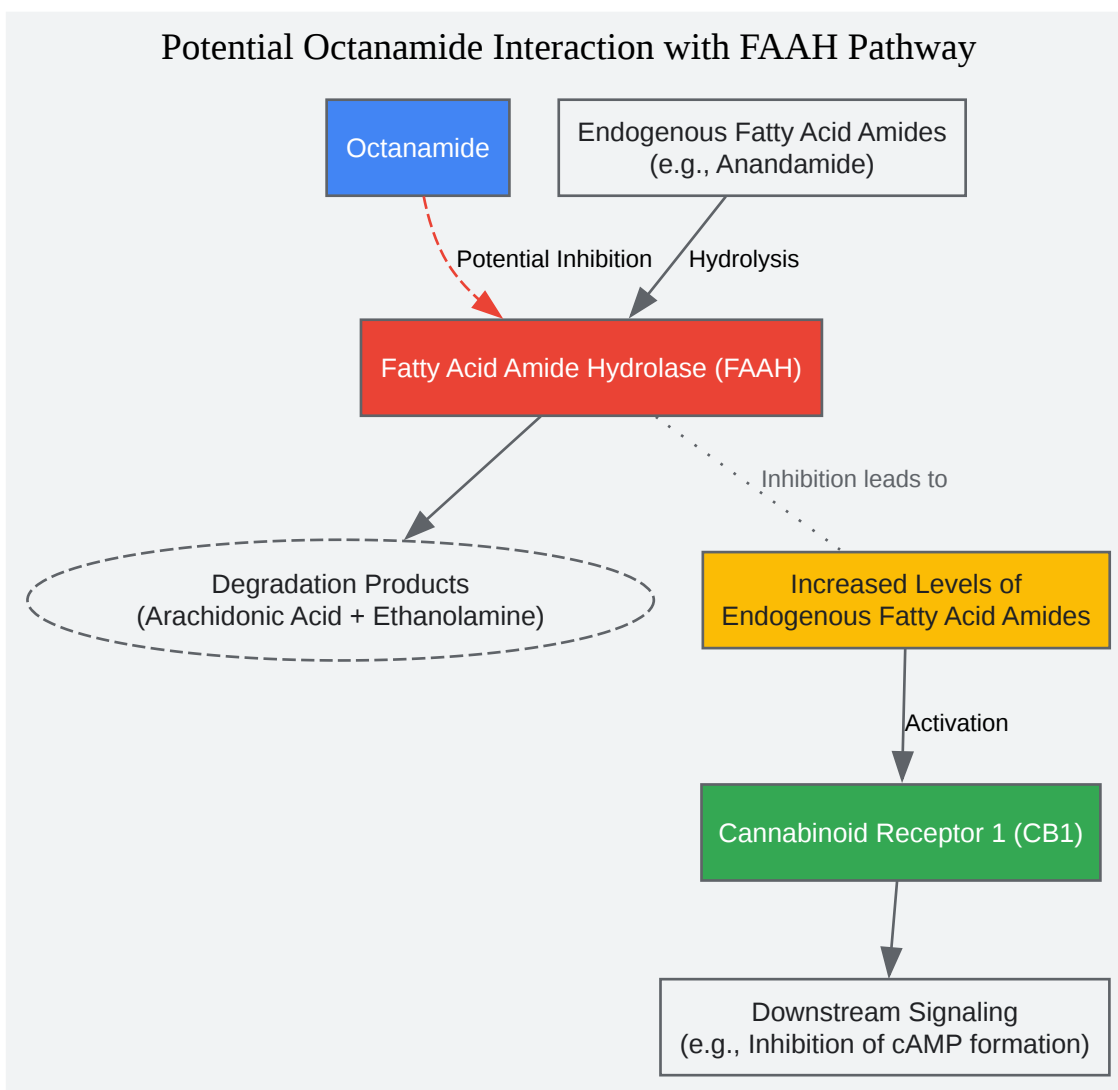 Potential Octanamide Interaction with FAAH Pathway
Octanamide
Endogenous Fatty Acid Amides
(e.g., Anandamide)
Potential Inhibition
Hydrolysis
Fatty Acid Amide Hydrolase (FAAH)
Inhibition leads to
Degradation Products
(Arachidonic Acid + Ethanolamine)
Increased Levels of
Endogenous Fatty Acid Amides
Activation
Cannabinoid Receptor 1 (CB1)
Downstream Signaling
(e.g., Inhibition of cAMP formation)